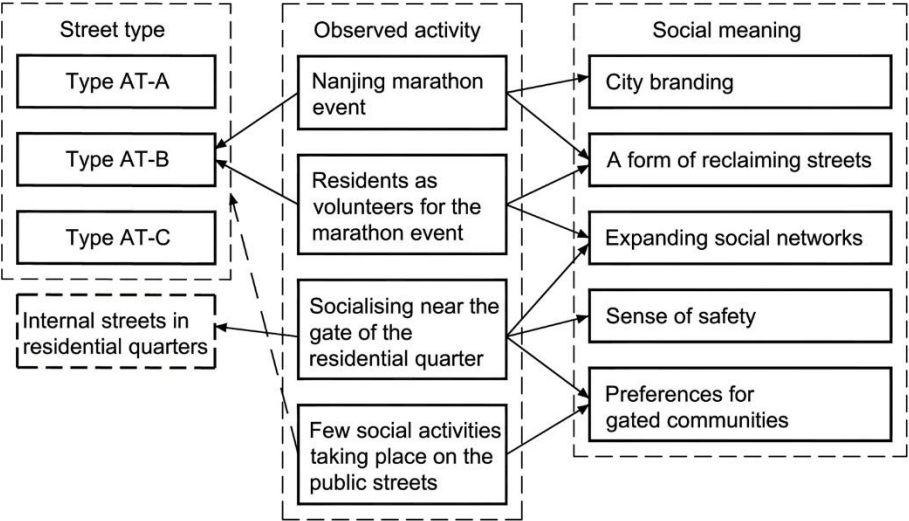 Street type
Type AT-A
Type AT-B
Type AT-C
Internal streets in
residential quarters
Observed activity
Nanjing marathon
event
Residents as
volunteers for the
marathon event
Socialising near the
gate of the
residential quarter
Few social activities
taking place on the
public streets
Social meaning
City branding
A form of reclaiming streets
Expanding social networks
Sense of safety
Preferences for
gated communities